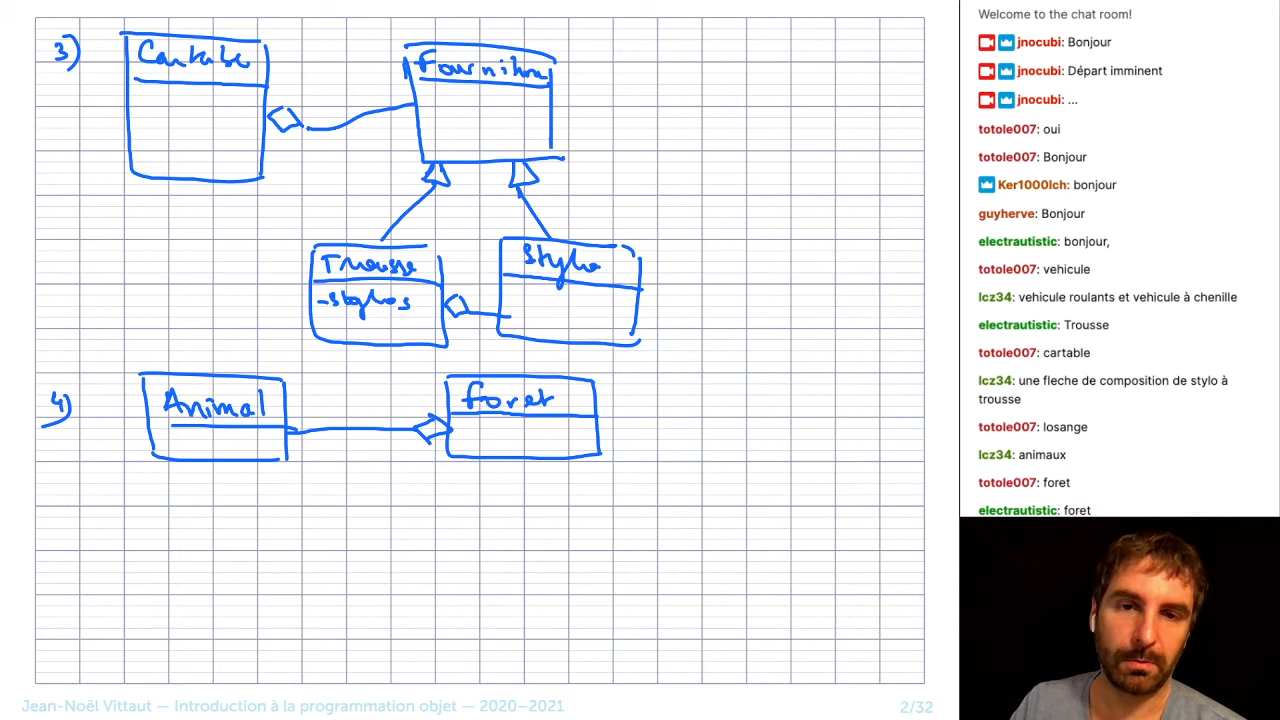 3)
Cartable
Fourniture
Trousse
-stylos
Stylo
4)
Animal
Foret
Jean-Noël Vittaut — Introduction à la programmation objet — 2020–2021
2/32
Welcome to the chat room!
jnocubi: Bonjour
jnocubi: Départ imminent
jnocubi: ...
totole007: oui
totole007: Bonjour
Ker1000lch: bonjour
guyherve: Bonjour
electrautistic: bonjour,
totole007: vehicule
lcz34: vehicule roulants et vehicule à chenille
electrautistic: Trousse
totole007: cartable
lcz34: une fleche de composition de stylo à
trousse
totole007: losange
lcz34: animaux
totole007: foret
electrautistic: foret